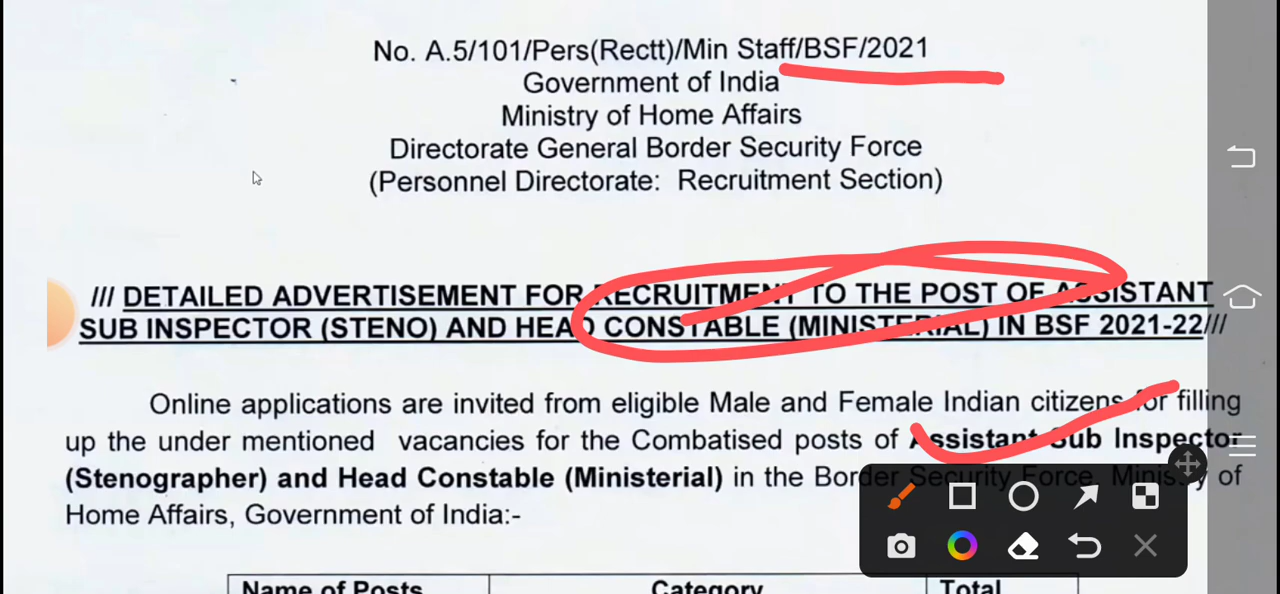 No. A.5/101/Pers(Rectt)/Min Staff/BSF/2021
Government of India
Ministry of Home Affairs
Directorate General Border Security Force
(Personnel Directorate: Recruitment Section)
/// DETAILED ADVERTISEMENT FOR RECRUITMENT TO THE POST OF ASSISTANT
SUB INSPECTOR (STENO) AND HEAD CONSTABLE (MINISTERIAL) IN BSF 2021-22///
Online applications are invited from eligible Male and Female Indian citizens for filling
up the under mentioned vacancies for the Combatised posts of Assistant Sub Inspector
(Stenographer) and Head Constable (Ministerial) in the Border Security Force, Ministry of
Home Affairs, Government of India:-
Name of Posts Category Total